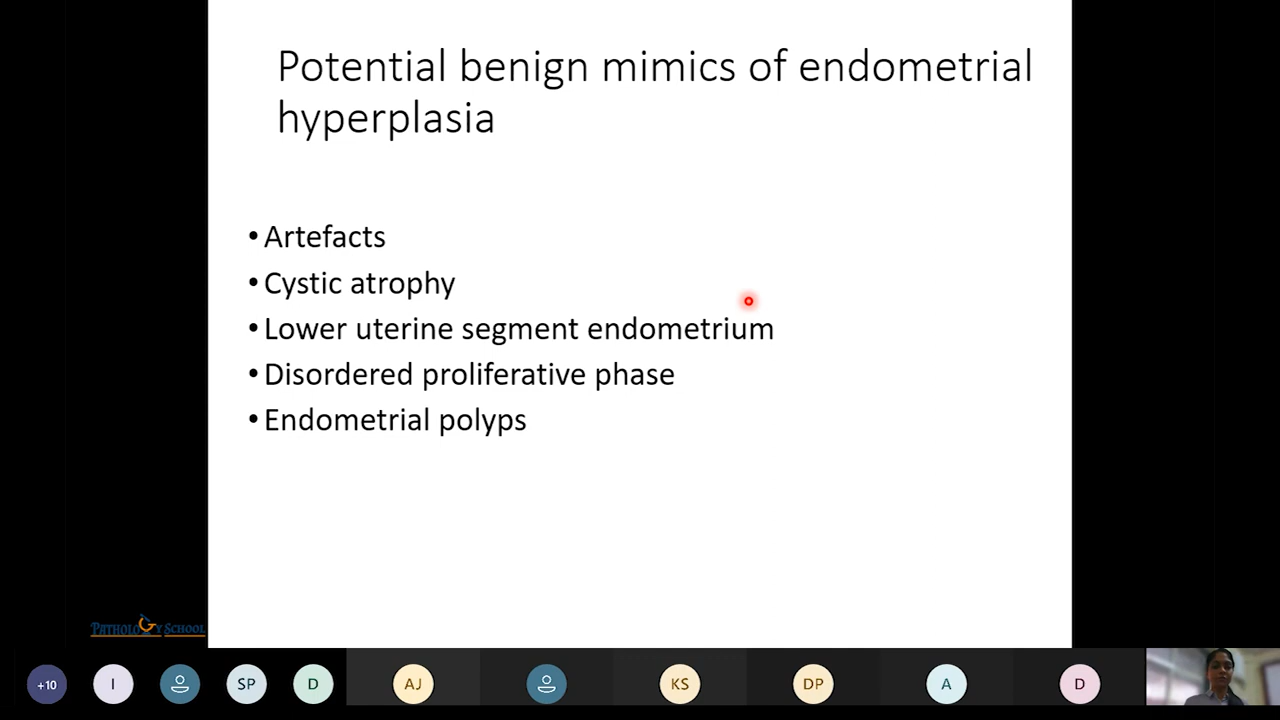 Potential benign mimics of endometrial
hyperplasia
• Artefacts
• Cystic atrophy
• Lower uterine segment endometrium
• Disordered proliferative phase
• Endometrial polyps
PATHOLOGY SCHOOL
+10
I
SP
D
AJ
KS
DP
A
D